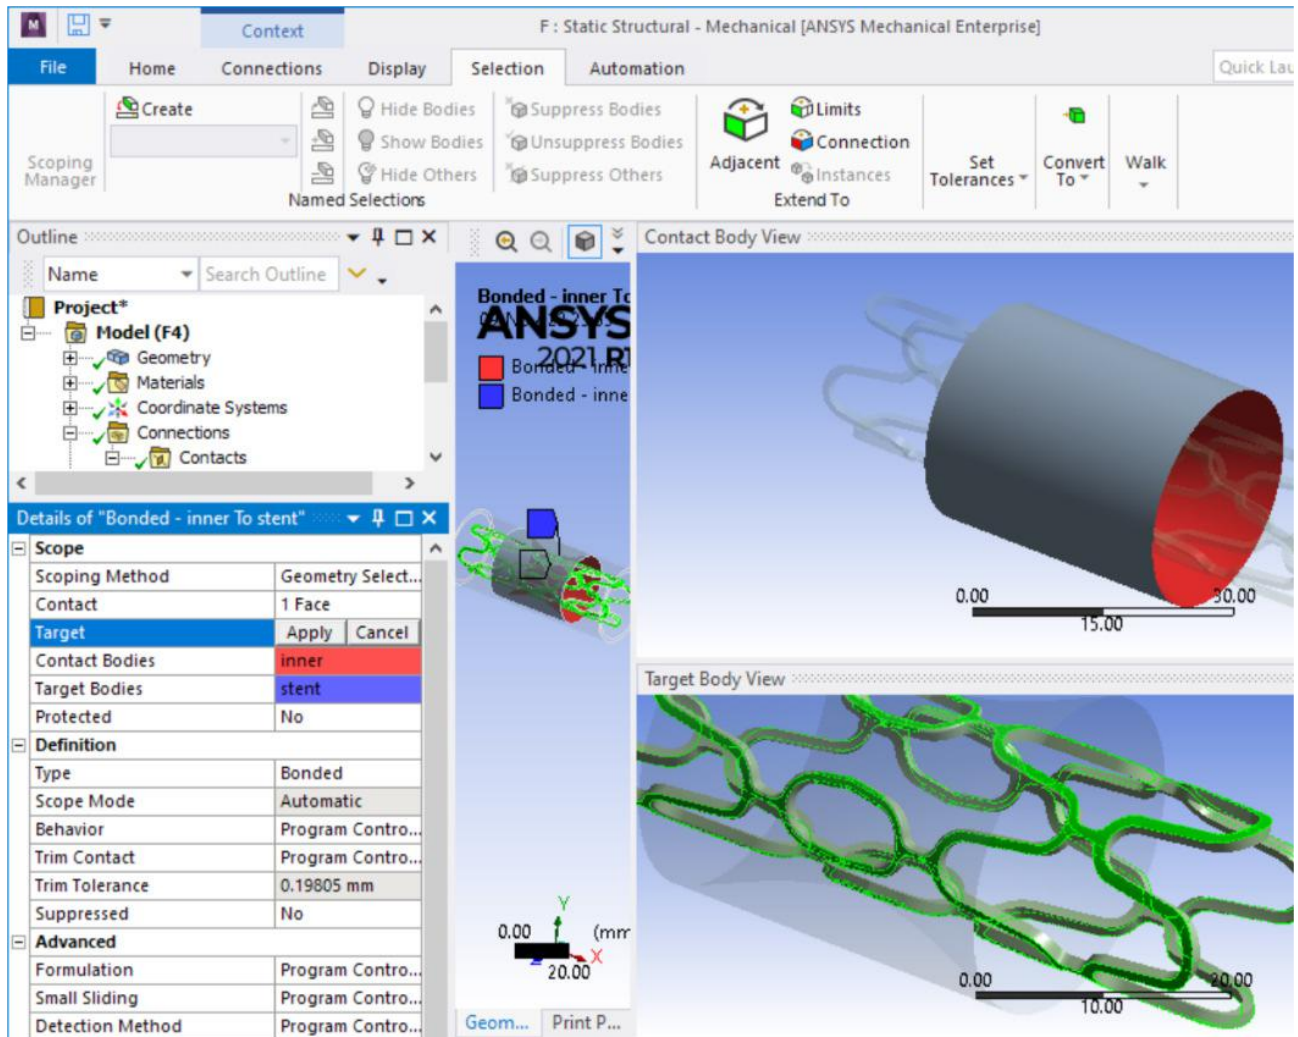 M
Context
F : Static Structural - Mechanical [ANSYS Mechanical Enterprise]
File Home Connections Display Selection Automation
Quick Lau
Create
Hide Bodies
Show Bodies
Hide Others
Suppress Bodies
Unsuppress Bodies
Suppress Others
Scoping
Manager
Named Selections
Adjacent
Limits
Connection
Instances
Extend To
Set
Tolerances
Convert
To
Walk
Outline
Name Search Outline
Project*
Model (F4)
Geometry
Materials
Coordinate Systems
Connections
Contacts
Details of "Bonded - inner To stent"
Scope
Scoping Method Geometry Select...
Contact 1 Face
Target Apply Cancel
Contact Bodies inner
Target Bodies stent
Protected No
Definition
Type Bonded
Scope Mode Automatic
Behavior Program Contro...
Trim Contact Program Contro...
Trim Tolerance 0.19805 mm
Suppressed No
Advanced
Formulation Program Contro...
Small Sliding Program Contro...
Detection Method Program Contro...
Bonded - inner To
ANSYS
2021 R1
Bonded - inne
Bonded - inne
Y
X
0.00 (mm
20.00
Geom... Print P...
Contact Body View
0.00 30.00
15.00
Target Body View
0.00 20.00
10.00